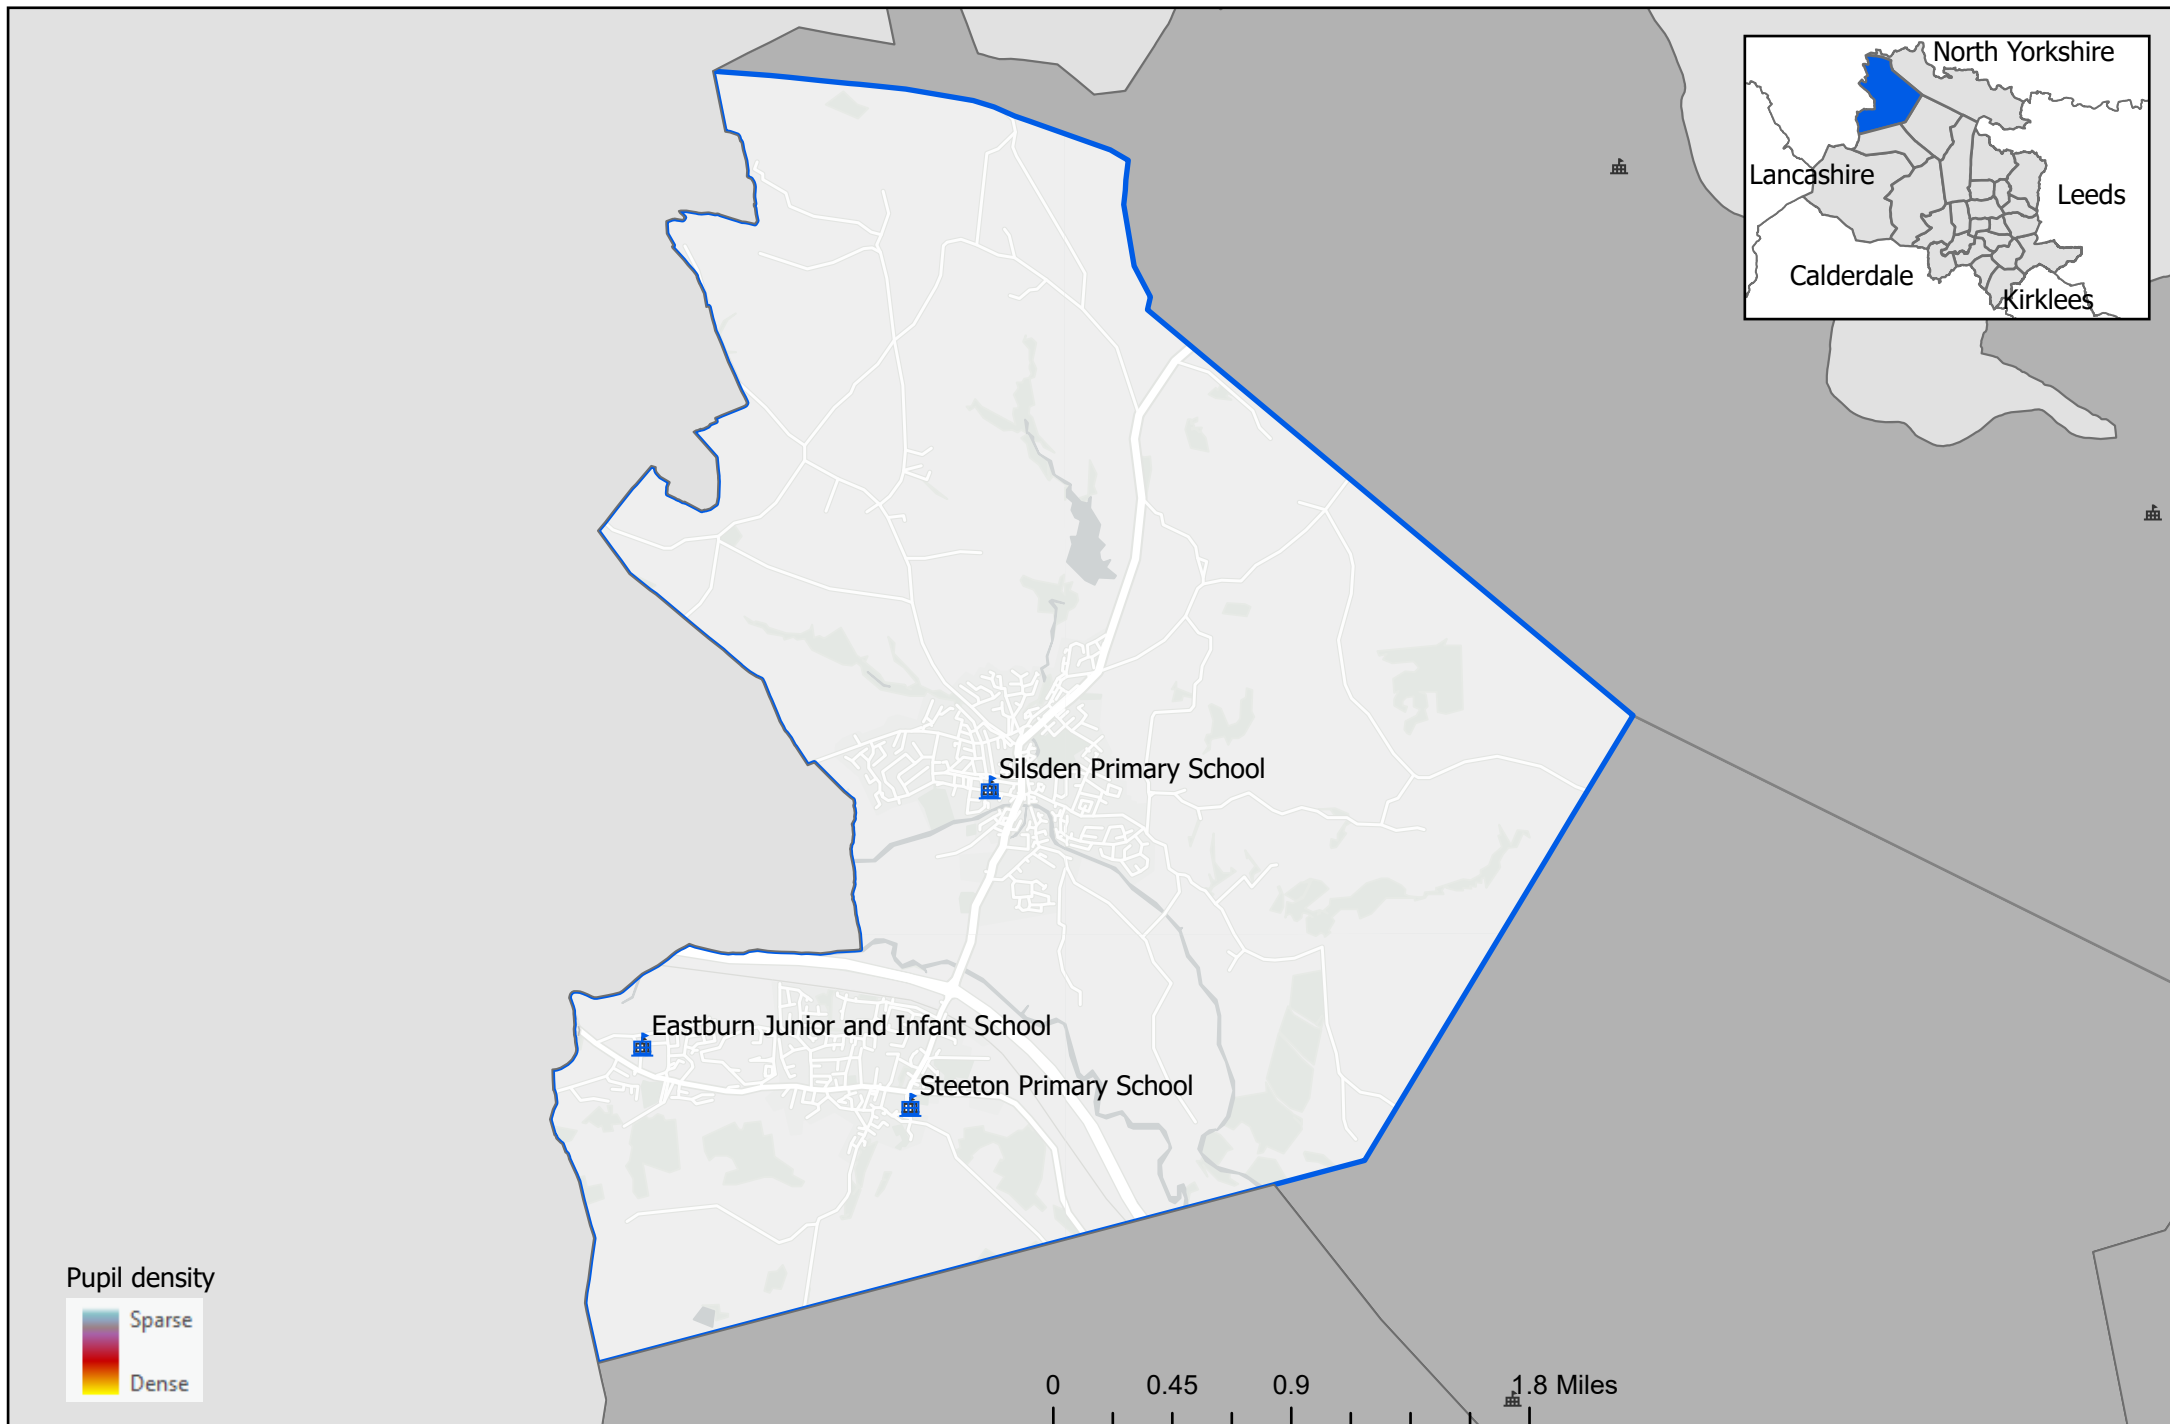 North Yorkshire
Lancashire
Leeds
Calderdale
Kirklees
Silsden Primary School
Eastburn Junior and Infant School
Steeton Primary School
Pupil density
Sparse
Dense
0 0.45 0.9 1.8 Miles